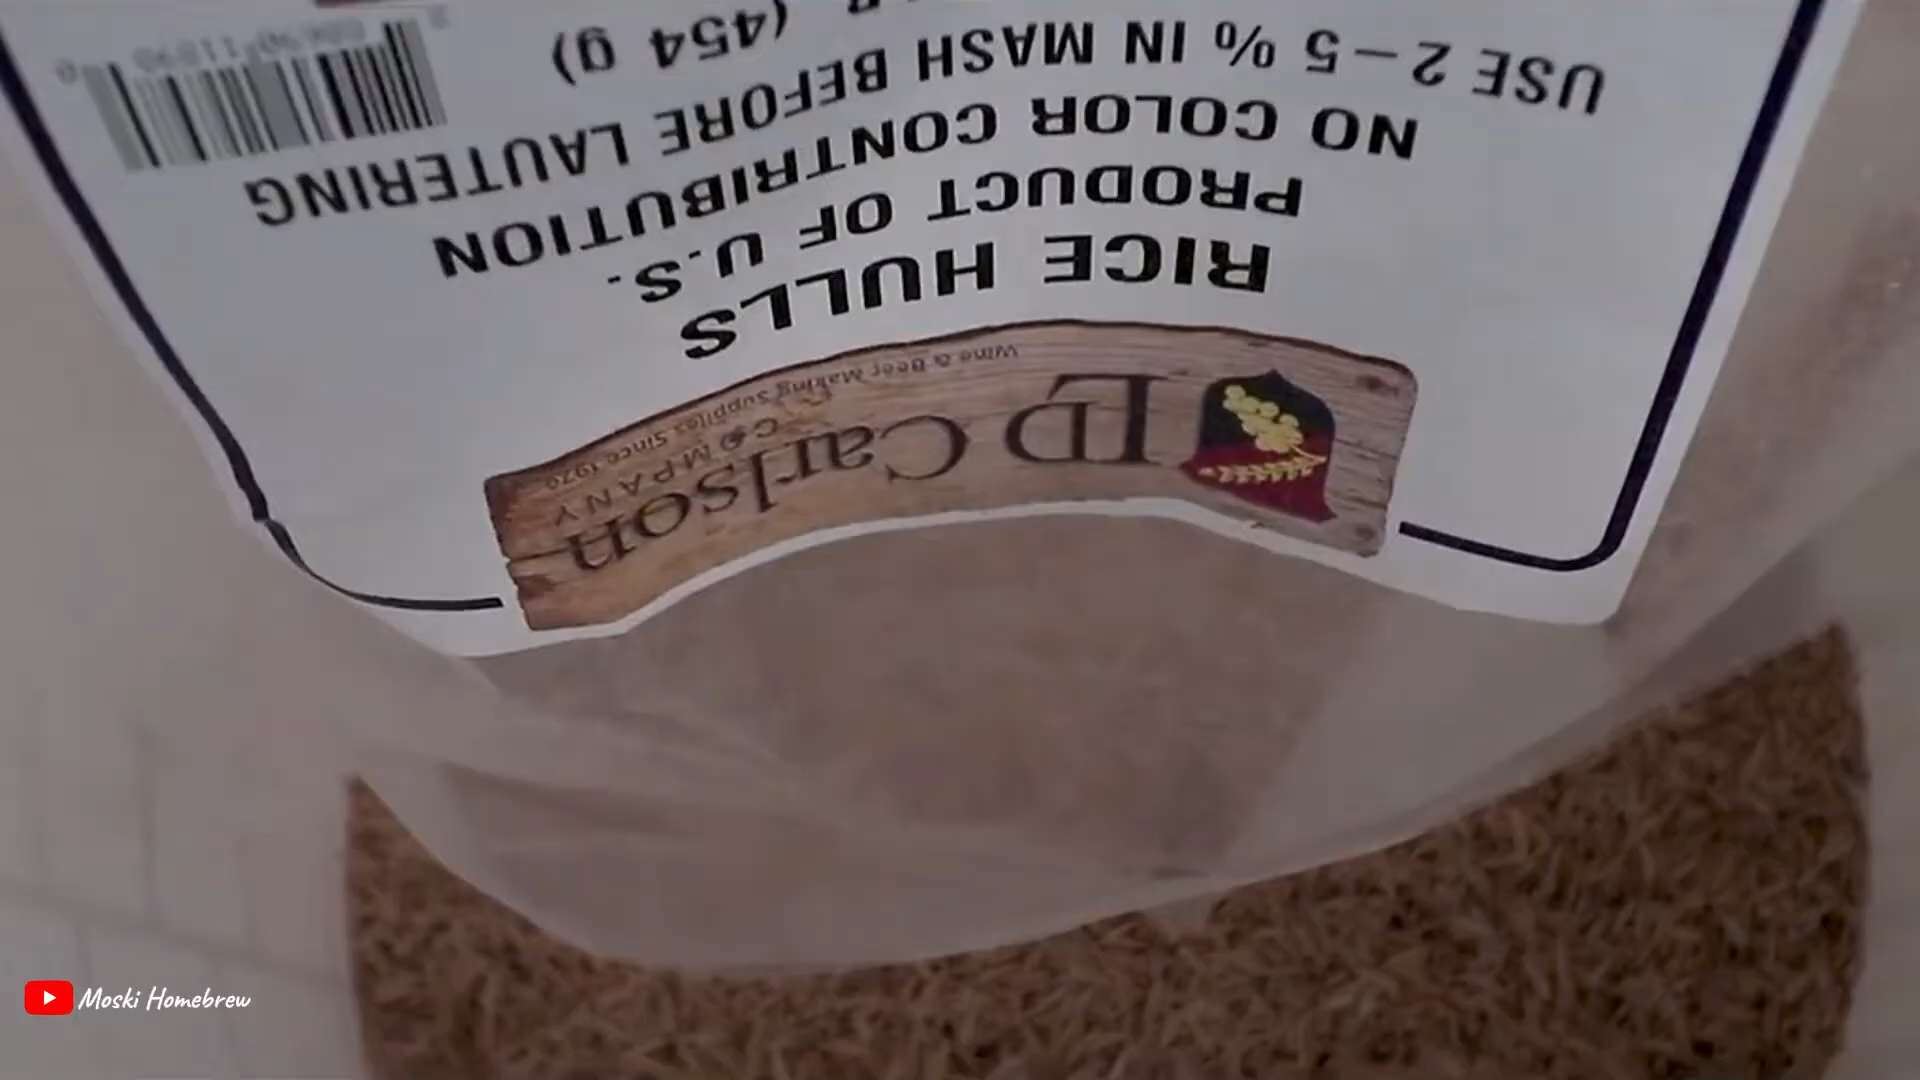 LD Carlson
COMPANY
Wine & Beer Making Supplies Since 1970
RICE HULLS
PRODUCT OF U.S.
NO COLOR CONTRIBUTION
USE 2-5 % IN MASH BEFORE LAUTERING
(454 g)
Moski Homebrew